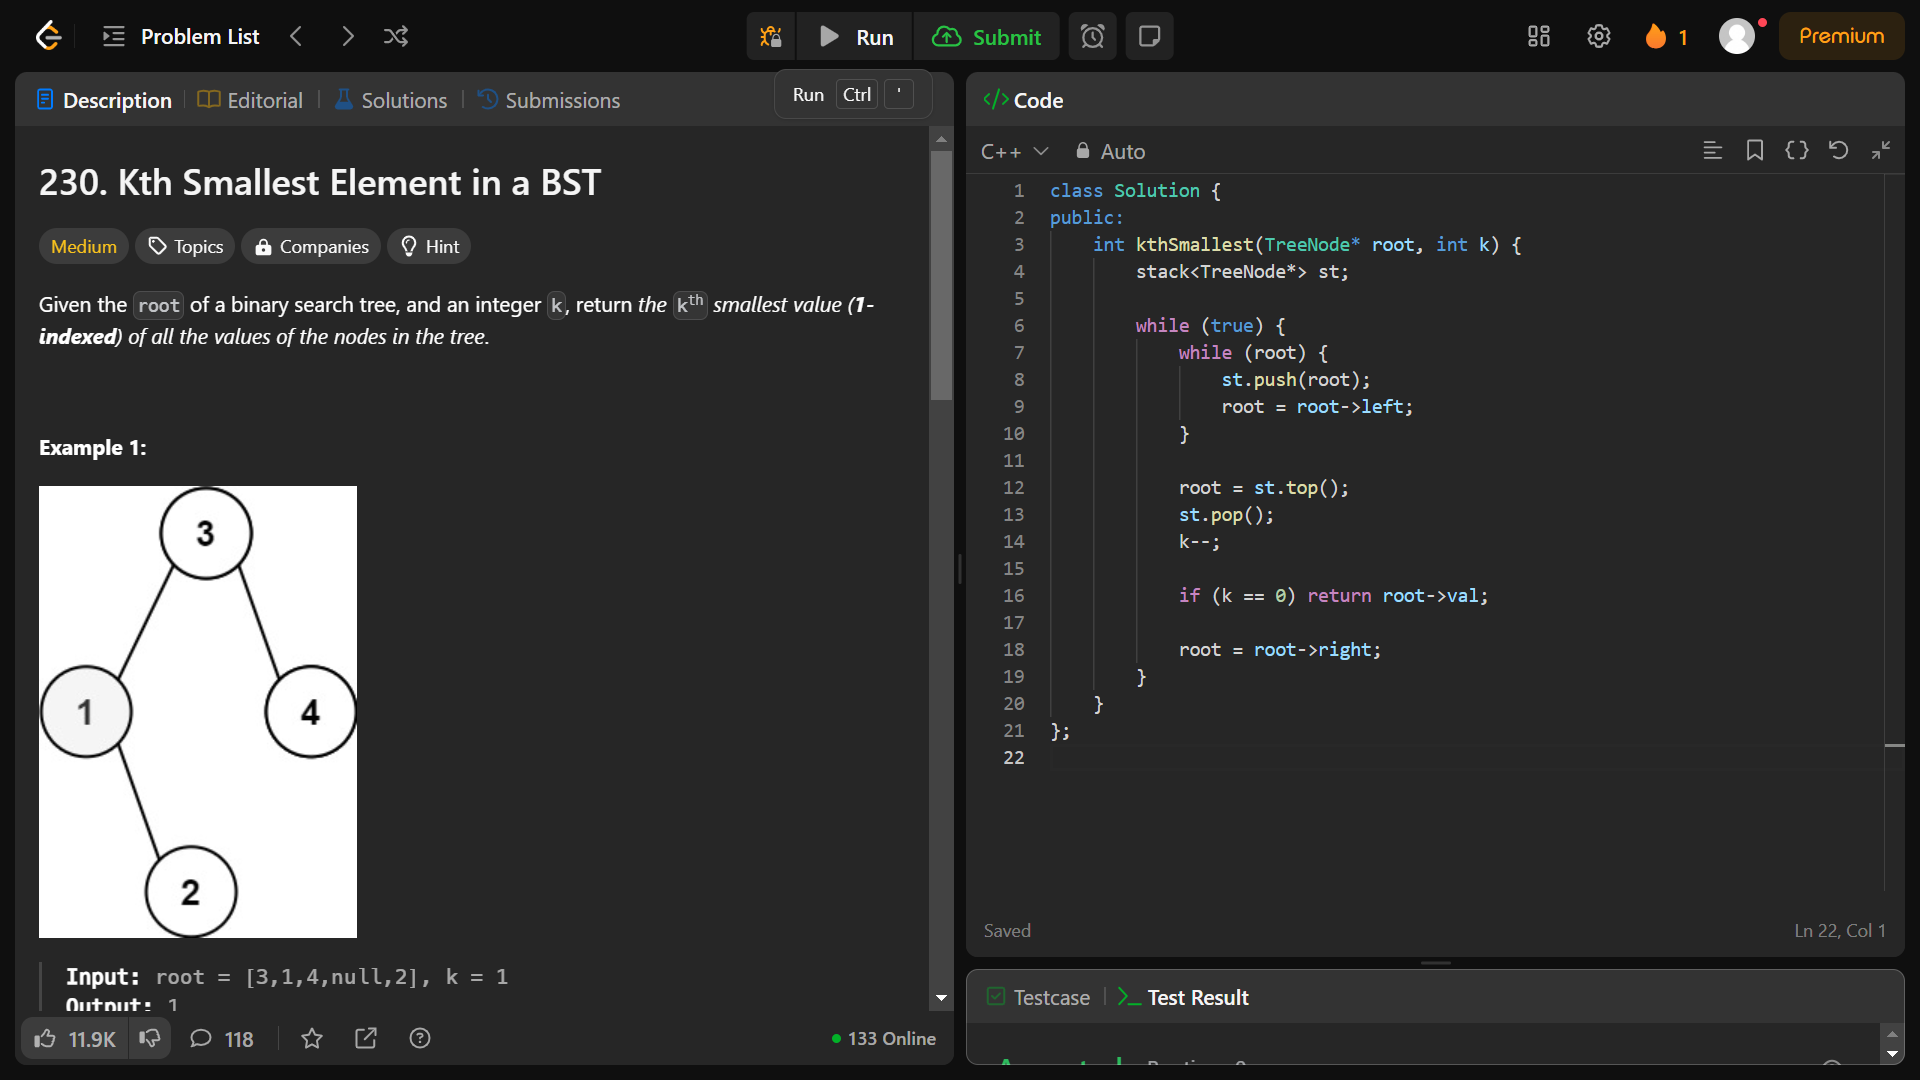 Problem List
Run
Submit
1
Premium
Description
Editorial
Solutions
Submissions
Run Ctrl '
Code
C++
Auto
230. Kth Smallest Element in a BST
Medium
Topics
Companies
Hint
Given the root of a binary search tree, and an integer k, return the kth smallest value (1-
indexed) of all the values of the nodes in the tree.
Example 1:
3
1
4
2
Input: root = [3,1,4,null,2], k = 1
Output: 1
11.9K
118
133 Online
1 class Solution {
2 public:
3     int kthSmallest(TreeNode* root, int k) {
4         stack<TreeNode*> st;
5
6         while (true) {
7             while (root) {
8                 st.push(root);
9                 root = root->left;
10             }
11
12             root = st.top();
13             st.pop();
14             k--;
15
16             if (k == 0) return root->val;
17
18             root = root->right;
19         }
20     }
21 };
22
Saved
Ln 22, Col 1
Testcase
Test Result